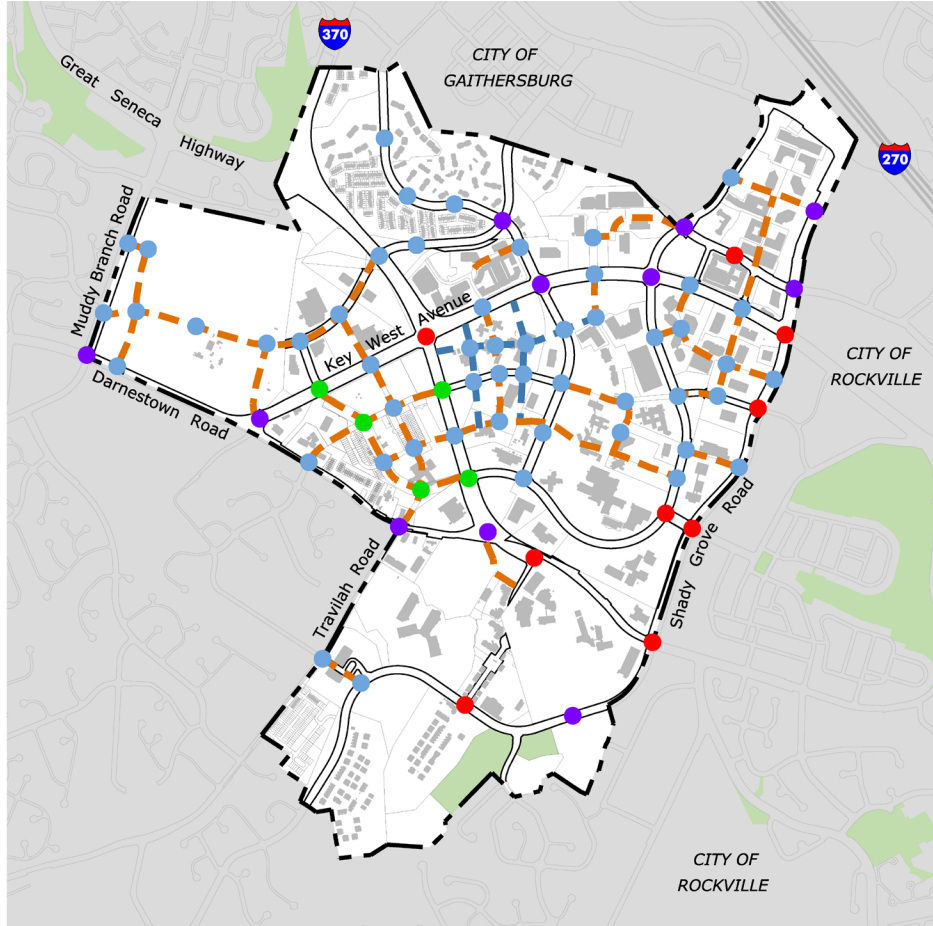 370
CITY OF
GAITHERSBURG
Great Seneca
Highway
270
Muddy Branch Road
Key West Avenue
CITY OF
ROCKVILLE
Darnestown Road
Shady Grove Road
Travilah Road
CITY OF
ROCKVILLE